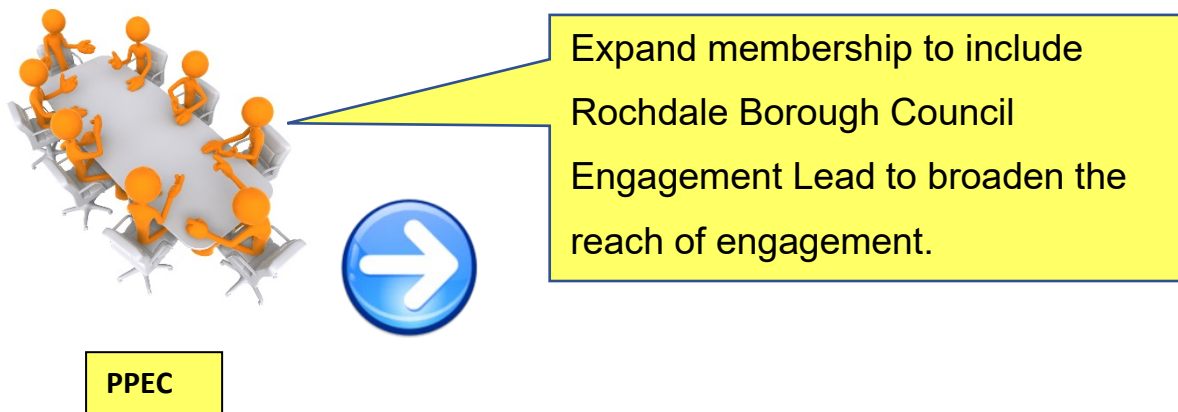 Expand membership to include
Rochdale Borough Council
Engagement Lead to broaden the
reach of engagement.
PPEC